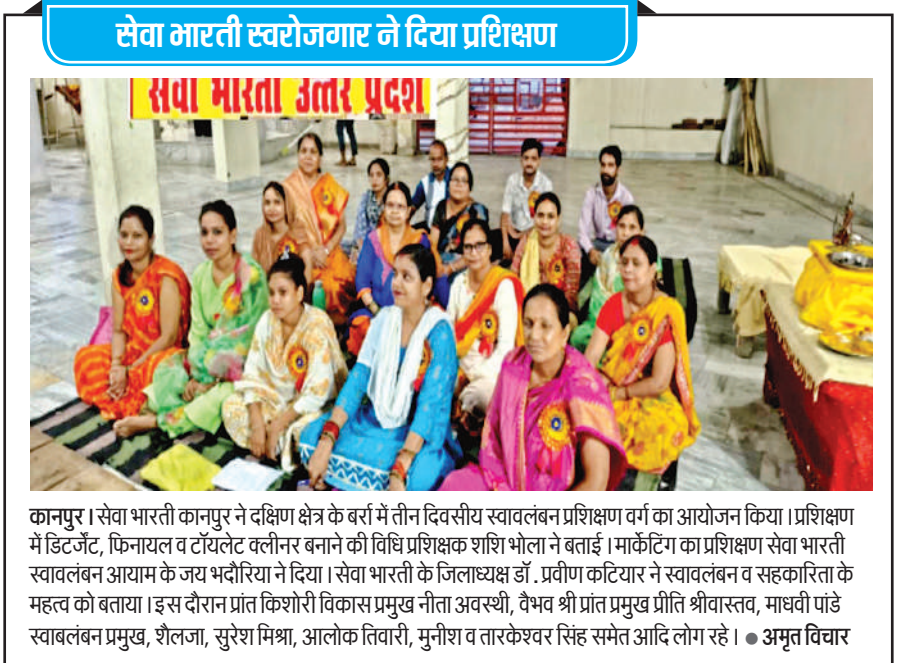 सेवा भारती स्वरोजगार ने दिया प्रशिक्षण
सेवा भारती उत्तर प्रदेश
कानपुर। सेवा भारती कानपुर ने दक्षिण क्षेत्र के बर्रा में तीन दिवसीय स्वावलंबन प्रशिक्षण वर्ग का आयोजन किया। प्रशिक्षण
में डिटर्जेंट, फिनायल व टॉयलेट क्लीनर बनाने की विधि प्रशिक्षक शशि भोला ने बताई। मार्केटिंग का प्रशिक्षण सेवा भारती
स्वावलंबन आयाम के जय भदौरिया ने दिया। सेवा भारती के जिलाध्यक्ष डॉ. प्रवीण कटियार ने स्वावलंबन व सहकारिता के
महत्व को बताया। इस दौरान प्रांत किशोरी विकास प्रमुख नीता अवस्थी, वैभव श्री प्रांत प्रमुख प्रीति श्रीवास्तव, माधवी पांडे
स्वाबलंबन प्रमुख, शैलजा, सुरेश मिश्रा, आलोक तिवारी, मुनीश व तारकेश्वर सिंह समेत आदि लोग रहे। ● अमृत विचार